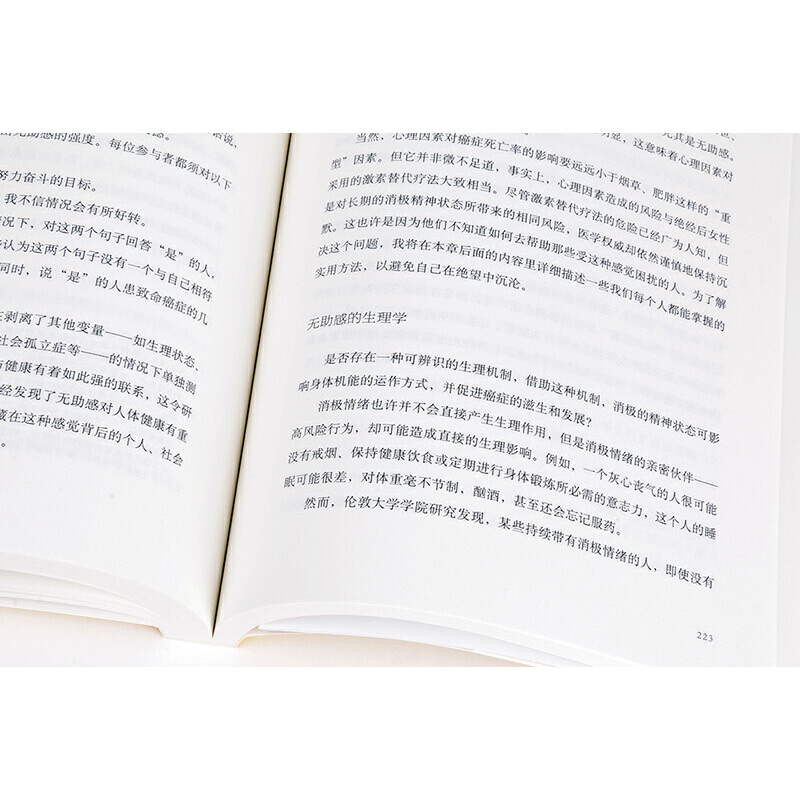 出无助感的强度。每位参与者都须对以下
努力奋斗的目标。
我不信情况会有所好转。
情况下，对这两个句子回答“是”的人，
认为这两个句子没有一个与自己相符
同时，说“是”的人患致命癌症的几
剥离了其他变量——如生理状态、
社会孤立症等——的情况下单独测
健康有着如此强的联系，这令研
经发现了无助感对人体健康有重
藏在这种感觉背后的个人、社会
。
当然，心理因素对癌症死亡率的影响要远远小于烟草、肥胖这样的“重
型”因素。但它并非微不足道，事实上，心理因素造成的风险与绝经后女性
采用的激素替代疗法大致相当。尽管激素替代疗法的危险已经广为人知，但
是对长期的消极精神状态所带来的相同风险，医学权威却依然谨慎地保持沉
默。这也许是因为他们不知道如何去帮助那些受这种感觉困扰的人。为了解
决这个问题，我将在本章后面的内容里详细描述一些我们每个人都能掌握的
实用方法，以避免自己在绝望中沉沦。
无助感的生理学
是否存在一种可辨识的生理机制，借助这种机制，消极的精神状态可影
响身体机能的运作方式，并促进癌症的滋生和发展？
消极情绪也许并不会直接产生生理作用，但是消极情绪的亲密伙伴——
高风险行为，却可能造成直接的生理影响。例如，一个灰心丧气的人很可能
没有戒烟、保持健康饮食或定期进行身体锻炼所必需的意志力，这个人的睡
眠可能很差，对体重毫不节制，酗酒，甚至还会忘记服药。
然而，伦敦大学学院研究发现，某些持续带有消极情绪的人，即使没有
223